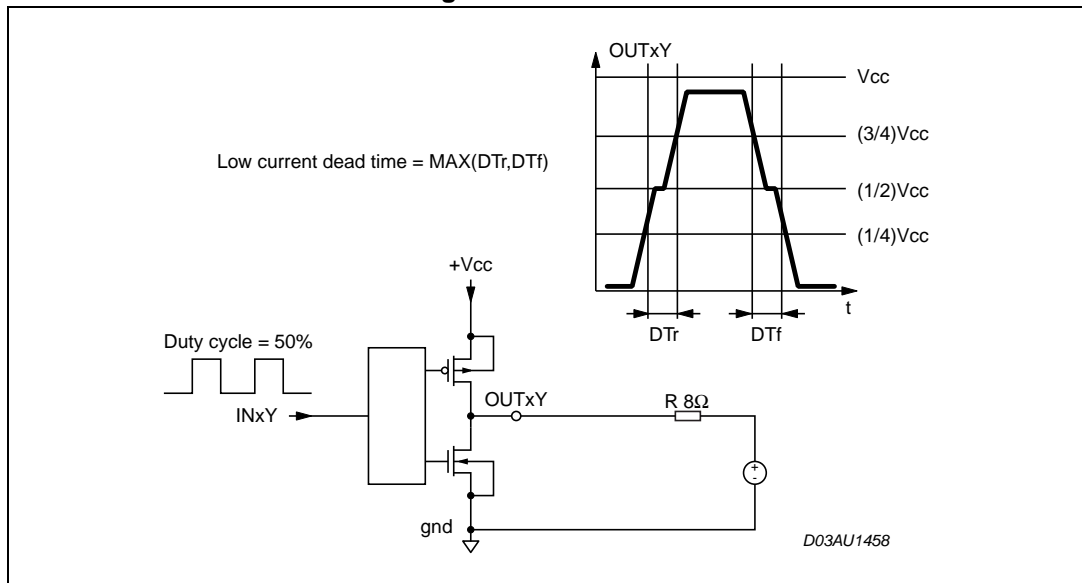 OUTxY
Vcc
(3/4)Vcc
Low current dead time = MAX(DTr,DTf)
(1/2)Vcc
(1/4)Vcc
+Vcc
t
DTr
DTf
Duty cycle = 50%
OUTxY
R 8Ω
INxY
+
-
gnd
D03AU1458